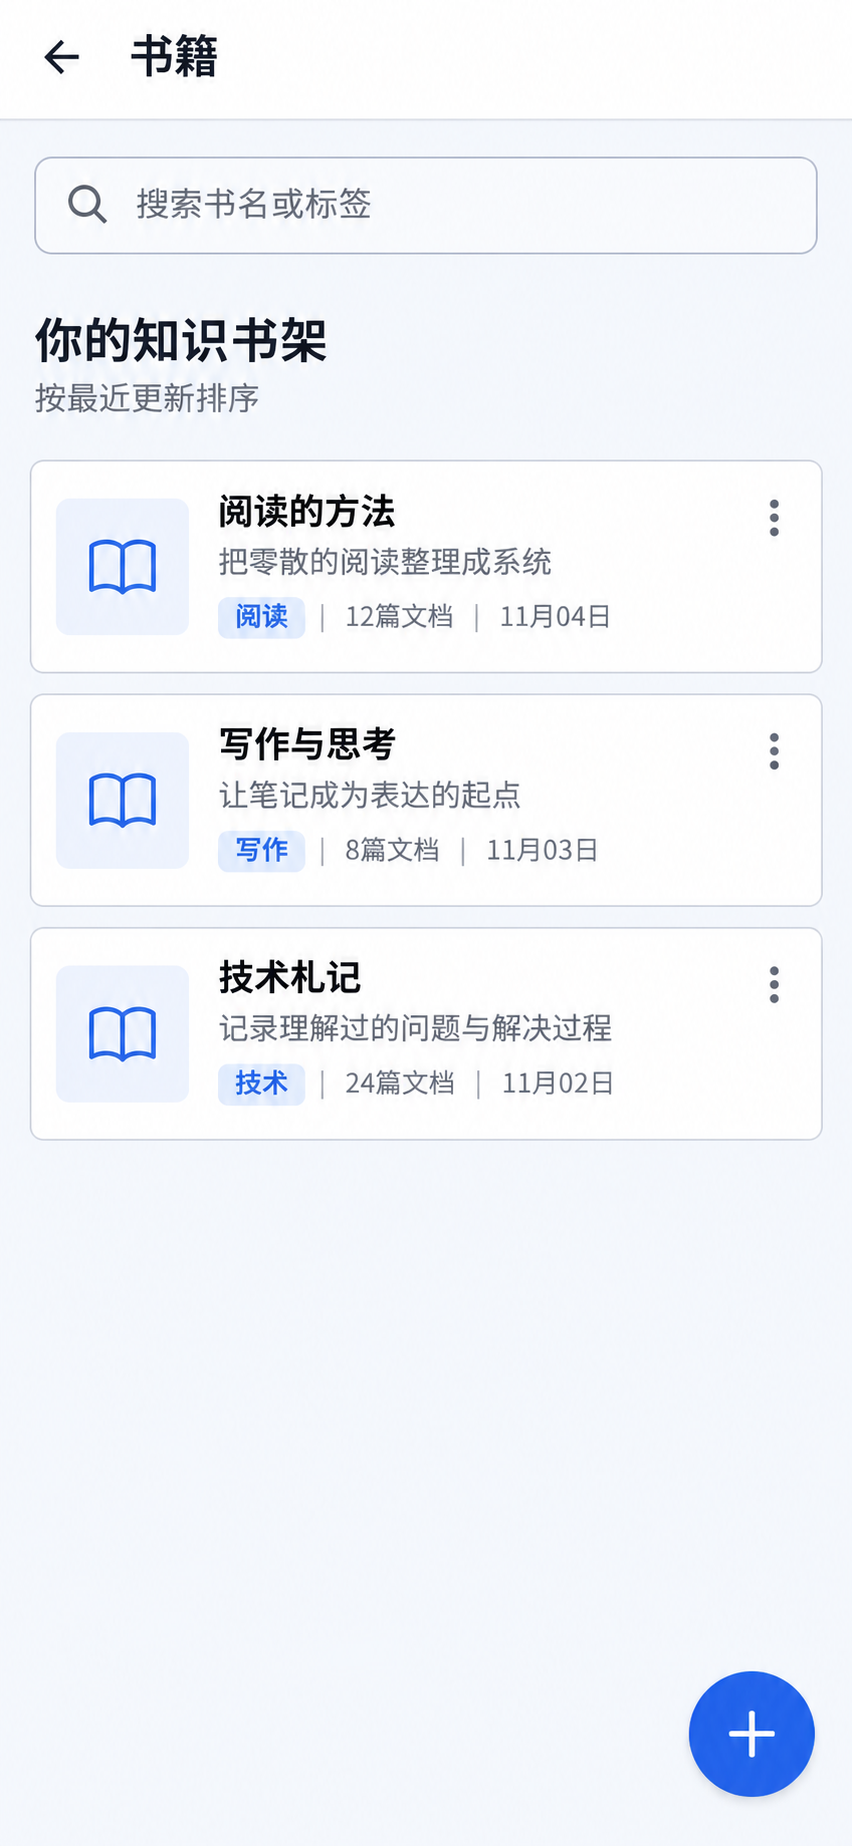 书籍
搜索书名或标签
你的知识书架
按最近更新排序
阅读的方法
把零散的阅读整理成系统
阅读 | 12篇文档 | 11月04日
写作与思考
让笔记成为表达的起点
写作 | 8篇文档 | 11月03日
技术札记
记录理解过的问题与解决过程
技术 | 24篇文档 | 11月02日